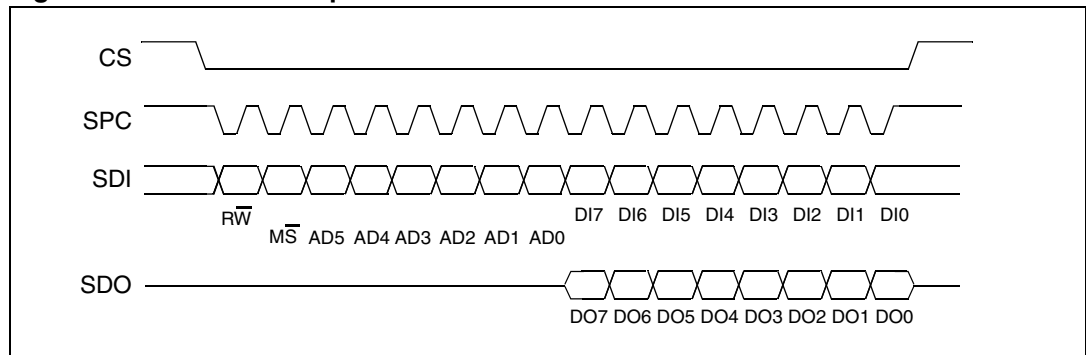 CS
SPC
SDI
RW̅
DI7 DI6 DI5 DI4 DI3 DI2 DI1 DI0
MS̅ AD5 AD4 AD3 AD2 AD1 AD0
SDO
DO7 DO6 DO5 DO4 DO3 DO2 DO1 DO0